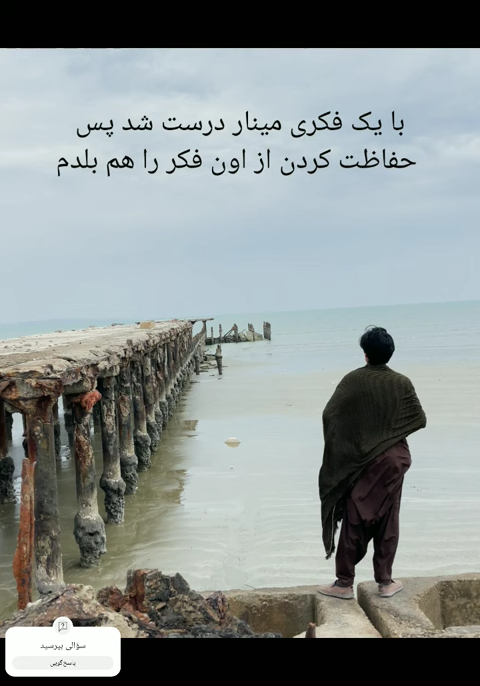 با یک فکری مینار درست شد پس
حفاظت کردن از اون فکر را هم بلدم
سؤالی بپرسید
پاسخ‌گویی